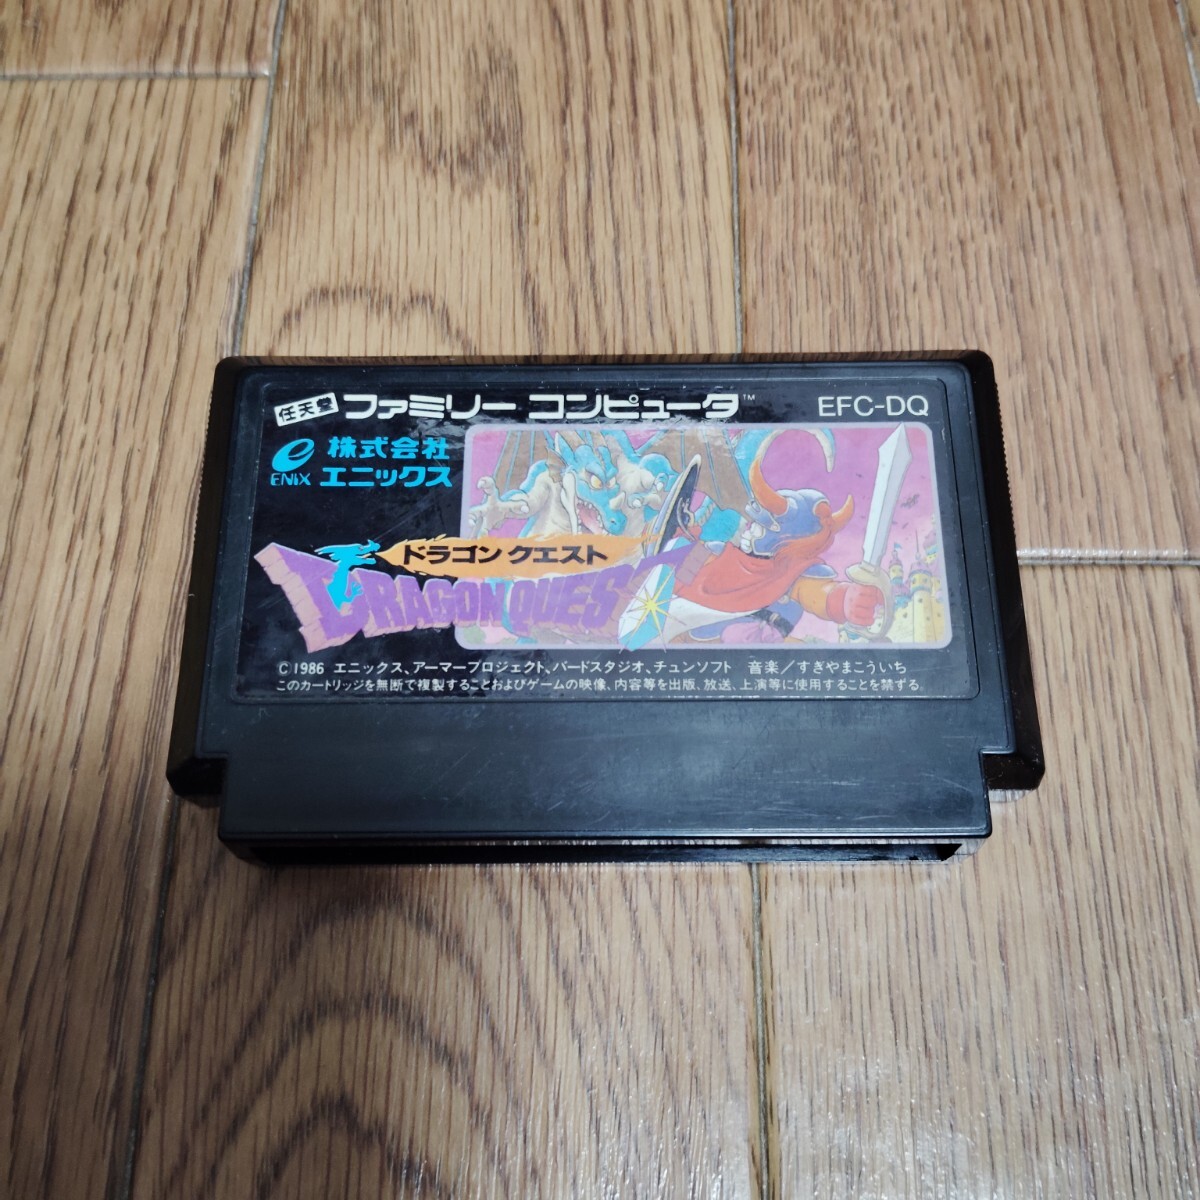 任天堂 ファミリー コンピュータ™ EFC-DQ
株式会社
ENIX エニックス
ドラゴン クエスト
DRAGON QUEST
©1986 エニックス、アーマープロジェクト、バードスタジオ、チュンソフト 音楽/すぎやまこういち
このカートリッジを無断で複製することおよびゲームの映像、内容等を出版、放送、上演等に使用することを禁ずる。